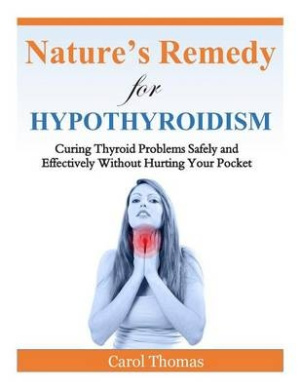 Nature's Remedy
for
HYPOTHYROIDISM
Curing Thyroid Problems Safely and
Effectively Without Hurting Your Pocket
Carol Thomas